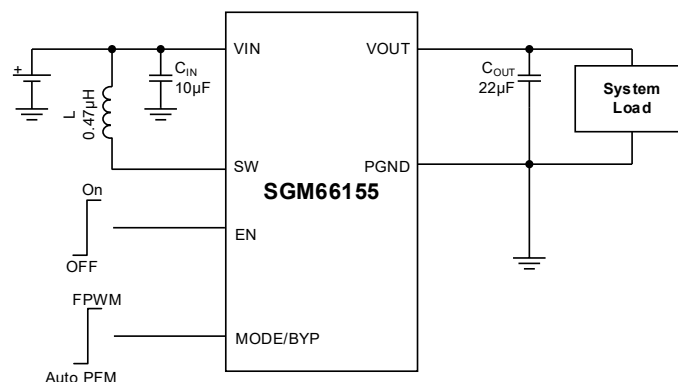 VIN
VOUT
+
C_IN
10μF
C_OUT
22μF
System
Load
L
0.47μH
SW
PGND
SGM66155
On
EN
OFF
FPWM
MODE/BYP
Auto PFM